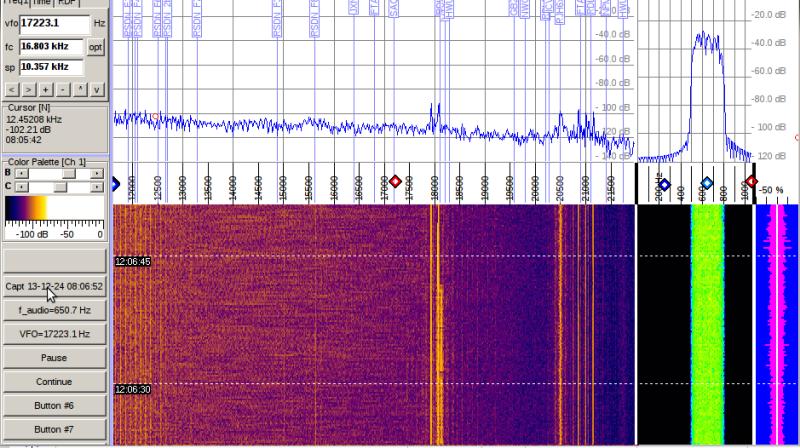 Freq1 Time RDF
vfo 17223.1 Hz
fc 16.803 kHz opt
sp 10.357 kHz
< > + - ^ v
Cursor [N]
12.45208 kHz
-102.21 dB
08:05:42
Color Palette [Ch 1]
B
C
-100 dB -50 0
Capt 13-12-24 08:06:52
f_audio=650.7 Hz
VFO=17223.1 Hz
Pause
Continue
Button #6
Button #7
-40.0 dB
-60.0 dB
-80.0 dB
-100 dB
-120 dB
-20.0 dB
-40.0 dB
-60.0 dB
-80.0 dB
-100 dB
-120 dB
12000 12500 13000 13500 14000 14500 15000 15500 16000 16500 17000 17500 18000 18500 19000 19500 20000 20500 21000 21500
200Hz 400 600 800 1000
-50 %
12:06:45
12:06:30